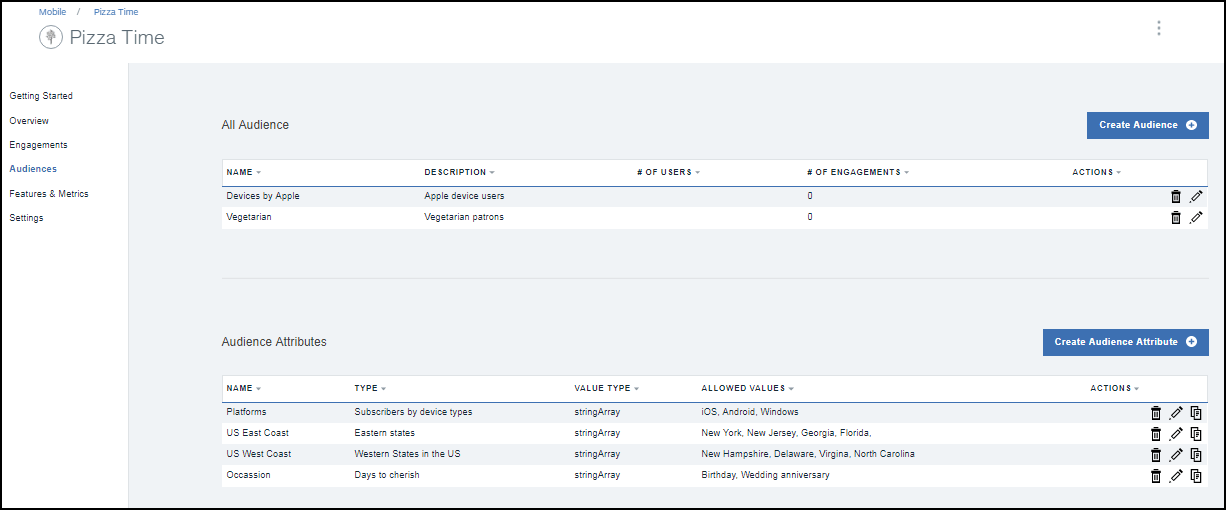 Mobile / Pizza Time
Pizza Time
Getting Started
Overview
Engagements
Audiences
Features & Metrics
Settings
All Audience
Create Audience
NAME DESCRIPTION # OF USERS # OF ENGAGEMENTS ACTIONS
Devices by Apple Apple device users 0
Vegetarian Vegetarian patrons 0
Audience Attributes
Create Audience Attribute
NAME TYPE VALUE TYPE ALLOWED VALUES ACTIONS
Platforms Subscribers by device types stringArray iOS, Android, Windows
US East Coast Eastern states stringArray New York, New Jersey, Georgia, Florida,
US West Coast Western States in the US stringArray New Hampshire, Delaware, Virgina, North Carolina
Occassion Days to cherish stringArray Birthday, Wedding anniversary